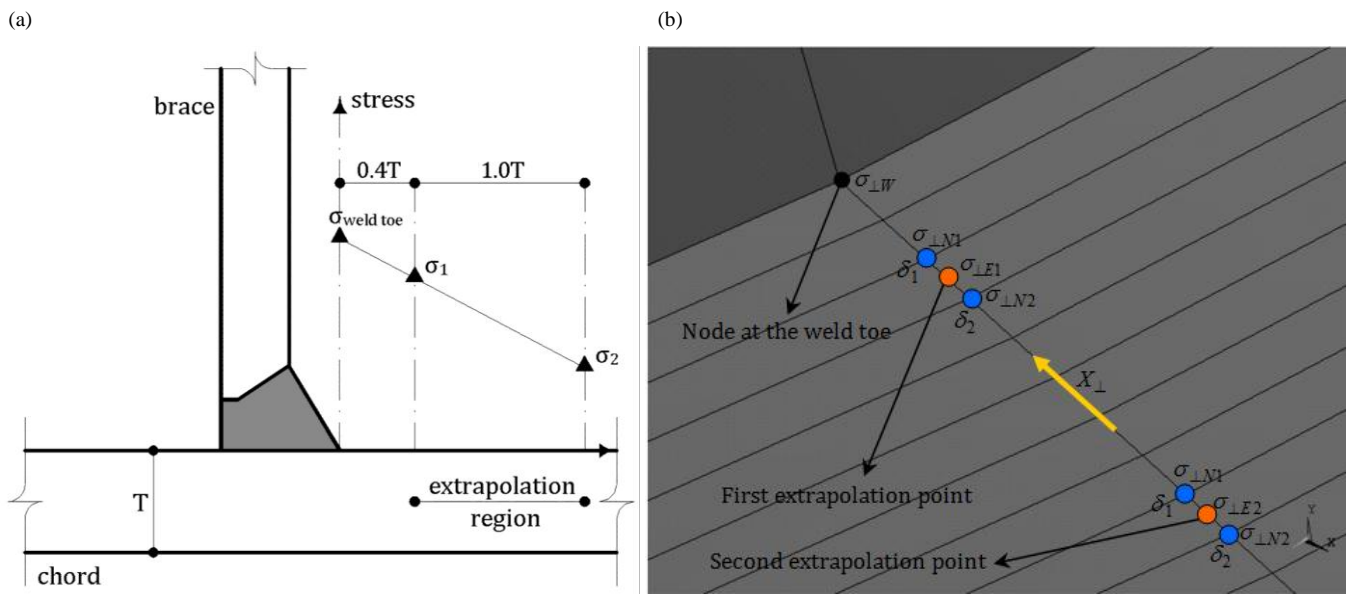 (a)
(b)
brace
stress
0.4T
1.0T
σweld toe
σ1
σ2
T
extrapolation
region
chord
σ⊥W
σ⊥N1
δ1
σ⊥E1
σ⊥N2
δ2
Node at the weld toe
X⊥
First extrapolation point
σ⊥N1
δ1
σ⊥E2
σ⊥N2
δ2
Second extrapolation point
Y
X